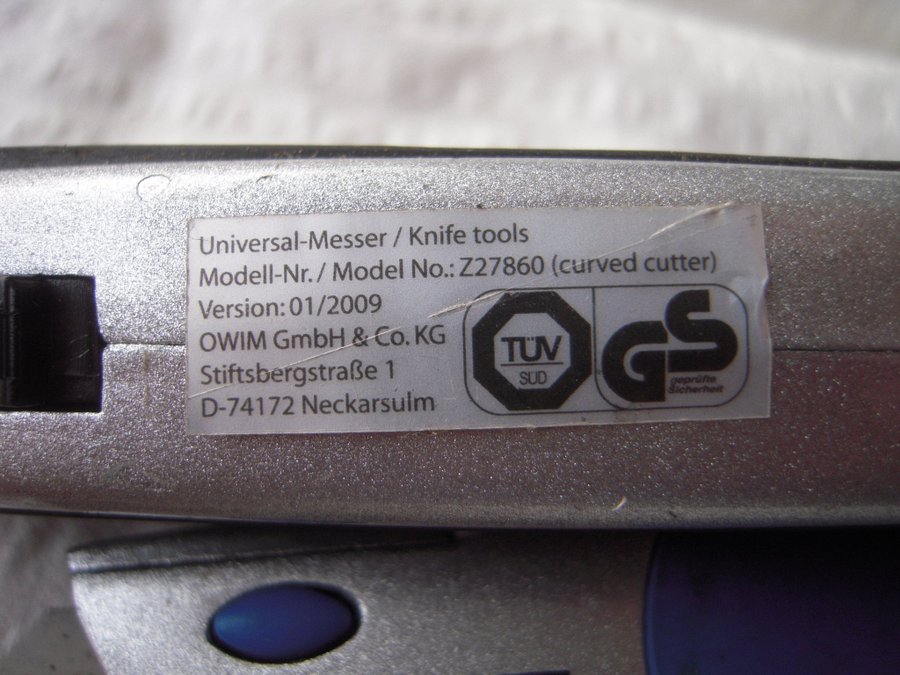 Universal-Messer / Knife tools
Modell-Nr. / Model No.: Z27860 (curved cutter)
Version: 01/2009
OWIM GmbH & Co. KG
Stiftsbergstraße 1
D-74172 Neckarsulm
TÜV
SÜD
GS
geprüfte
Sicherheit